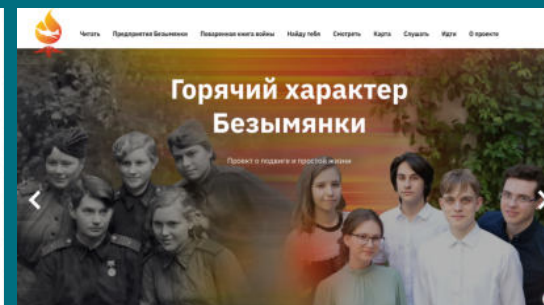 Читать Предприятия Безымянки Поваренная книга войны Найду тебя Смотреть Карта Слушать Идти О проекте
Горячий характер
Безымянки
Проект о подвиге и простой жизни